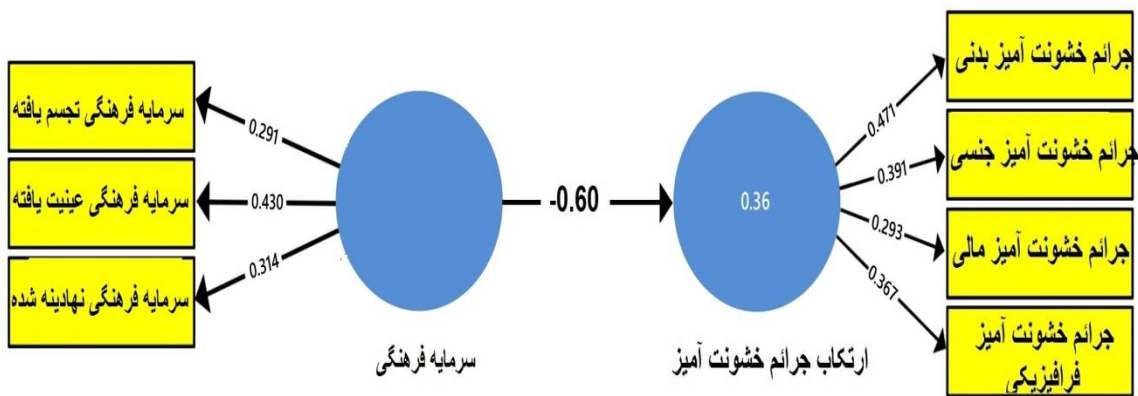 جرائم خشونت آمیز بدنی
سرمایه فرهنگی تجسم یافته
0.471
0.291
جرائم خشونت آمیز جنسی
0.391
سرمایه فرهنگی عینیت یافته
0.430
-0.60
0.36
0.293
جرائم خشونت آمیز مالی
0.314
0.367
سرمایه فرهنگی نهادینه شده
جرائم خشونت آمیز
فرافیزیکی
ارتکاب جرائم خشونت آمیز
سرمایه فرهنگی